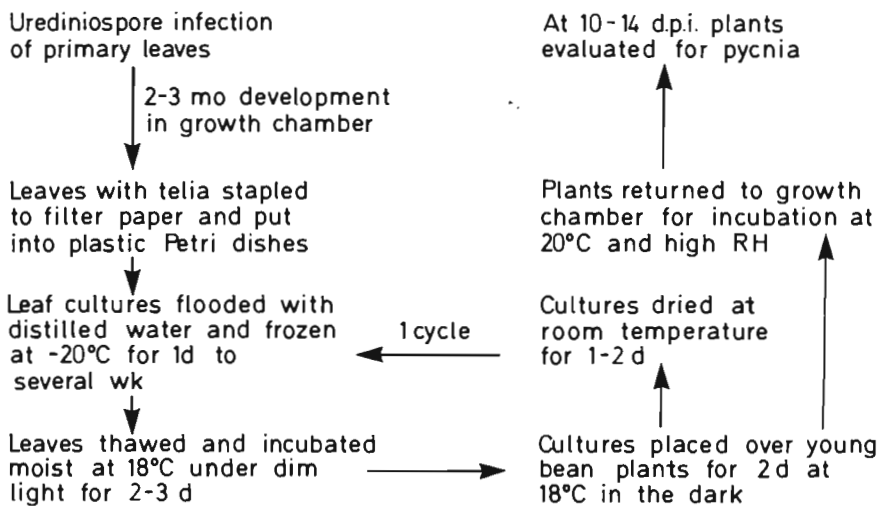 Urediniospore infection
of primary leaves
2-3 mo development
in growth chamber
Leaves with telia stapled
to filter paper and put
into plastic Petri dishes
Leaf cultures flooded with
distilled water and frozen
at -20°C for 1d to
several wk
Leaves thawed and incubated
moist at 18°C under dim
light for 2-3 d
Cultures placed over young
bean plants for 2d at
18°C in the dark
Cultures dried at
room temperature
for 1-2 d
1 cycle
Plants returned to growth
chamber for incubation at
20°C and high RH
At 10-14 d.p.i. plants
evaluated for pycnia